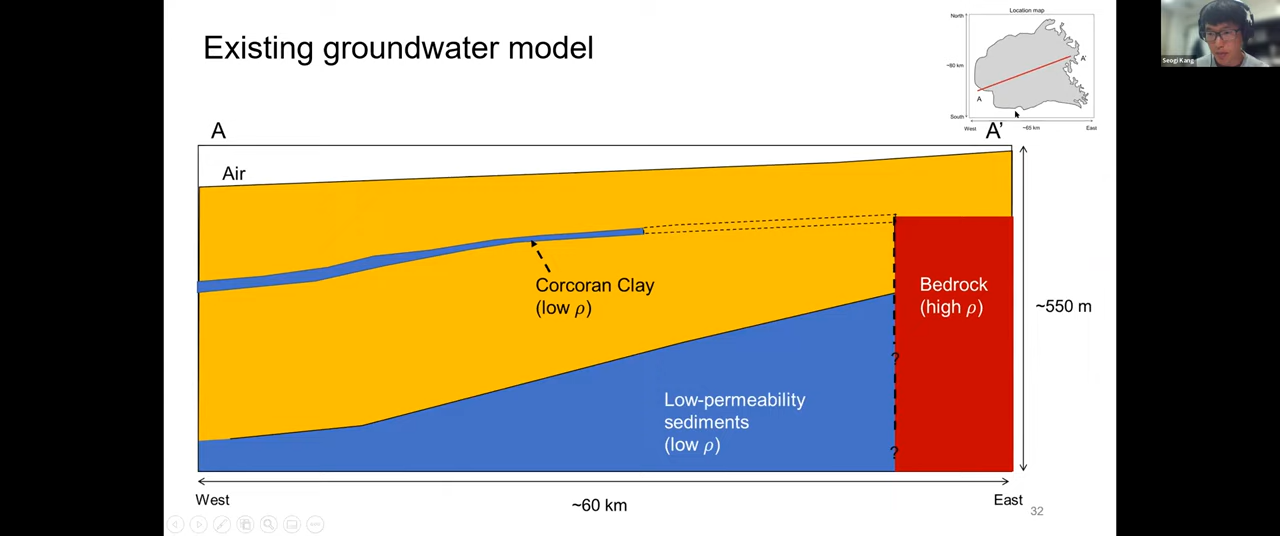 Existing groundwater model
Location map
North
~80 km
A'
A
South
West
~65 km
East
Seogi Kang
A
A'
Air
Corcoran Clay
(low ρ)
Bedrock
(high ρ)
~550 m
?
Low-permeability
sediments
(low ρ)
?
West
~60 km
East
32